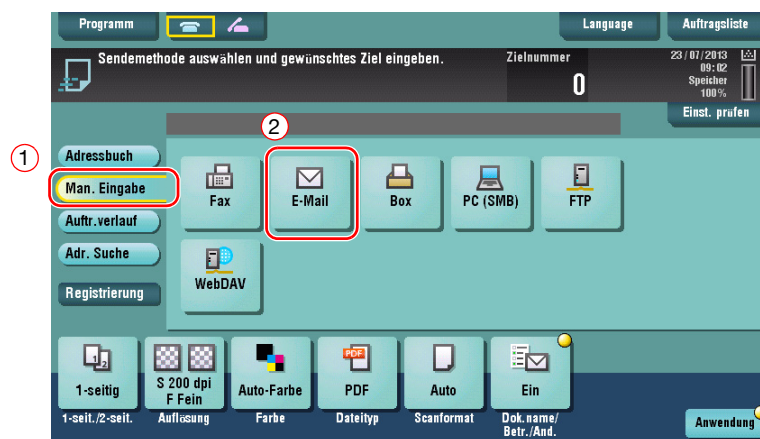 Programm
Language
Auftragsliste
Sendemethode auswählen und gewünschtes Ziel eingeben.
Zielnummer
0
23/07/2013
09:02
Speicher
100%
Einst. prüfen
2
1
Adressbuch
Man. Eingabe
Auftr.verlauf
Adr. Suche
Registrierung
Fax
E-Mail
Box
PC (SMB)
FTP
WebDAV
1 2
1-seitig
S 200 dpi
F Fein
Auto-Farbe
PDF
PDF
Auto
Ein
1-seit./2-seit.
Auflösung
Farbe
Dateityp
Scanformat
Dok.name/
Betr./And.
Anwendung